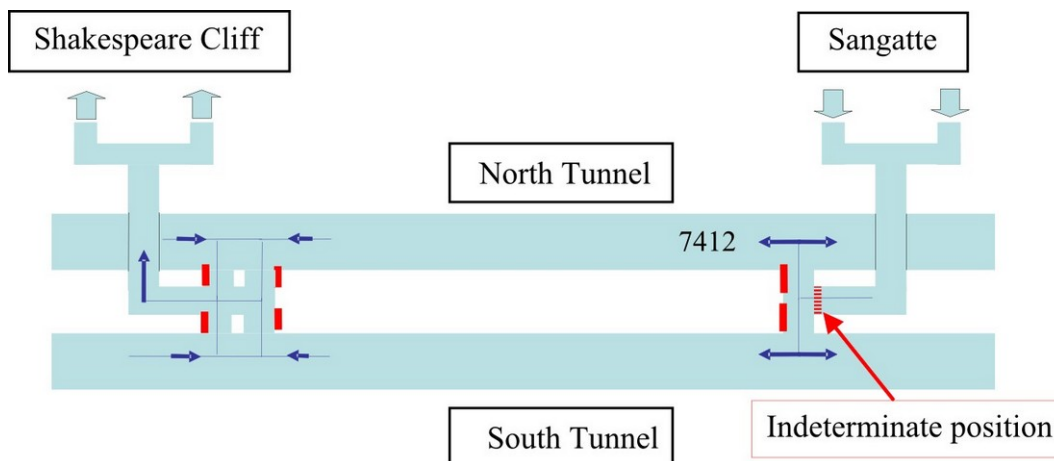 Shakespeare Cliff
Sangatte
North Tunnel
7412
South Tunnel
Indeterminate position